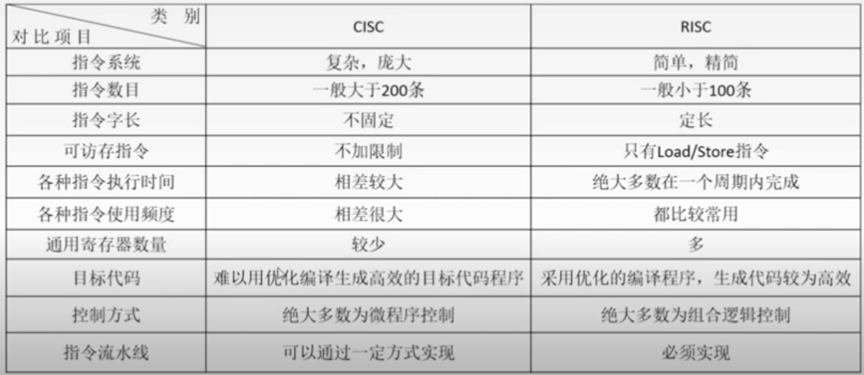 类 别 CISC RISC
对比项目
指令系统 复杂，庞大 简单，精简
指令数目 一般大于200条 一般小于100条
指令字长 不固定 定长
可访存指令 不加限制 只有Load/Store指令
各种指令执行时间 相差较大 绝大多数在一个周期内完成
各种指令使用频度 相差很大 都比较常用
通用寄存器数量 较少 多
目标代码 难以用优化编译生成高效的目标代码程序 采用优化的编译程序，生成代码较为高效
控制方式 绝大多数为微程序控制 绝大多数为组合逻辑控制
指令流水线 可以通过一定方式实现 必须实现